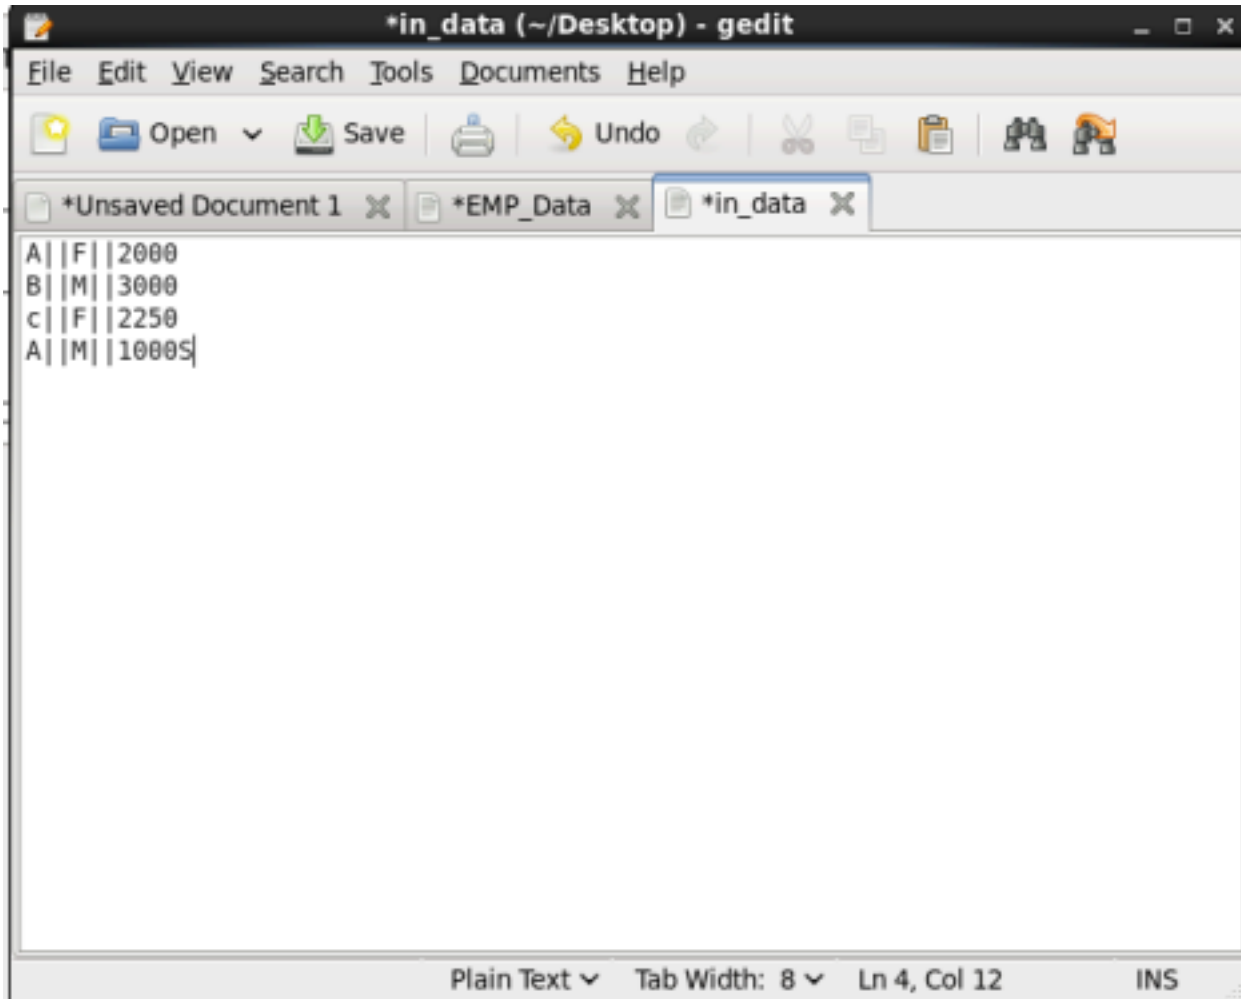 *in_data (~/Desktop) - gedit
File Edit View Search Tools Documents Help
Open Save Undo
*Unsaved Document 1 *EMP_Data *in_data
A||F||2000
B||M||3000
c||F||2250
A||M||1000S
Plain Text Tab Width: 8 Ln 4, Col 12 INS